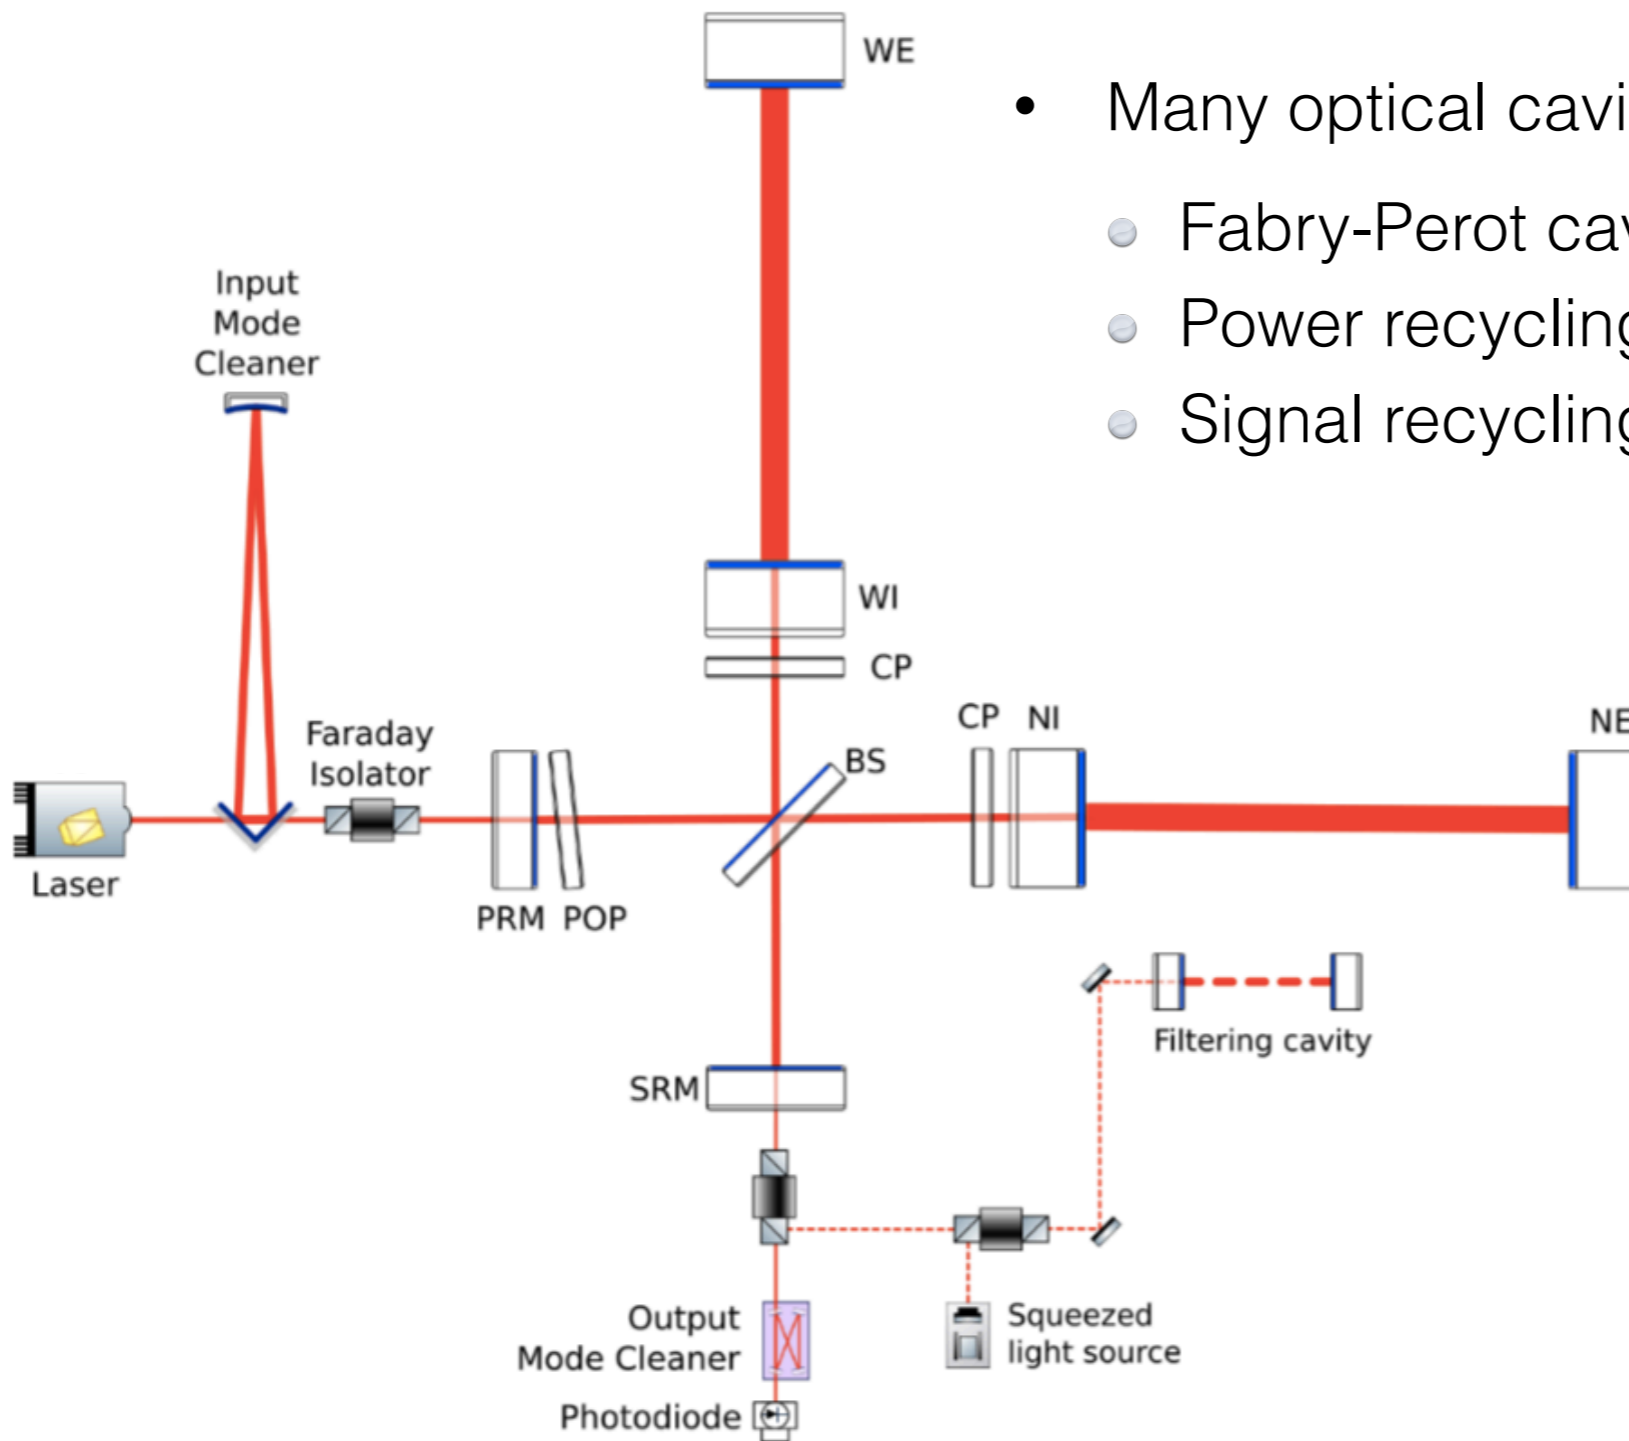 WE
• Many optical cavi
Fabry-Perot cav
Power recycling
Signal recycling
Input
Mode
Cleaner
WI
CP
Faraday
Isolator
CP NI
NE
BS
Laser
PRM POP
Filtering cavity
SRM
Output
Mode Cleaner
Squeezed
light source
Photodiode